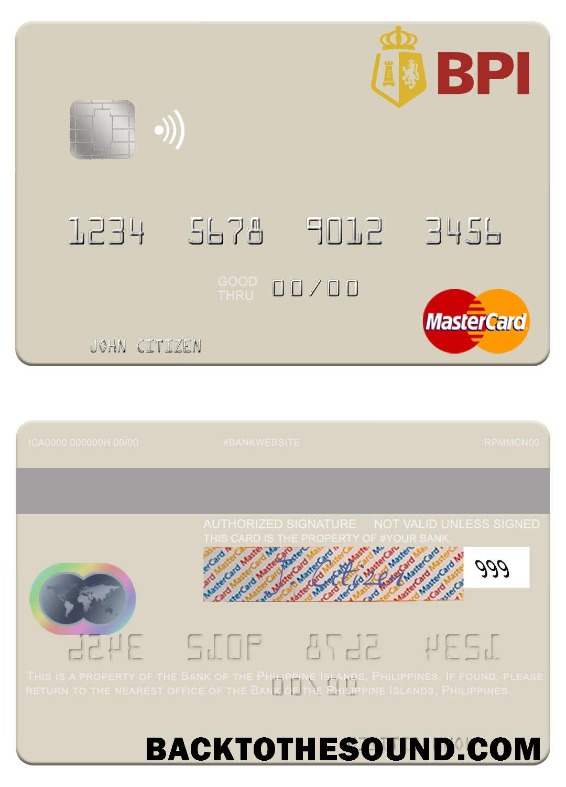 BPI
1234 5678 9012 3456
GOOD THRU 00/00
MasterCard
JOHN CITIZEN
ICA0000 000000H 00/00 #BANKWEBSITE RPMMCN00
AUTHORIZED SIGNATURE NOT VALID UNLESS SIGNED
THIS CARD IS THE PROPERTY OF #YOUR BANK.
MasterCard
J. Citizen 999
THIS IS A PROPERTY OF THE BANK OF THE PHILIPPINE ISLANDS, PHILIPPINES. IF FOUND, PLEASE
RETURN TO THE NEAREST OFFICE OF THE BANK OF THE PHILIPPINE ISLANDS, PHILIPPINES.
BACKTOTHESOUND.COM